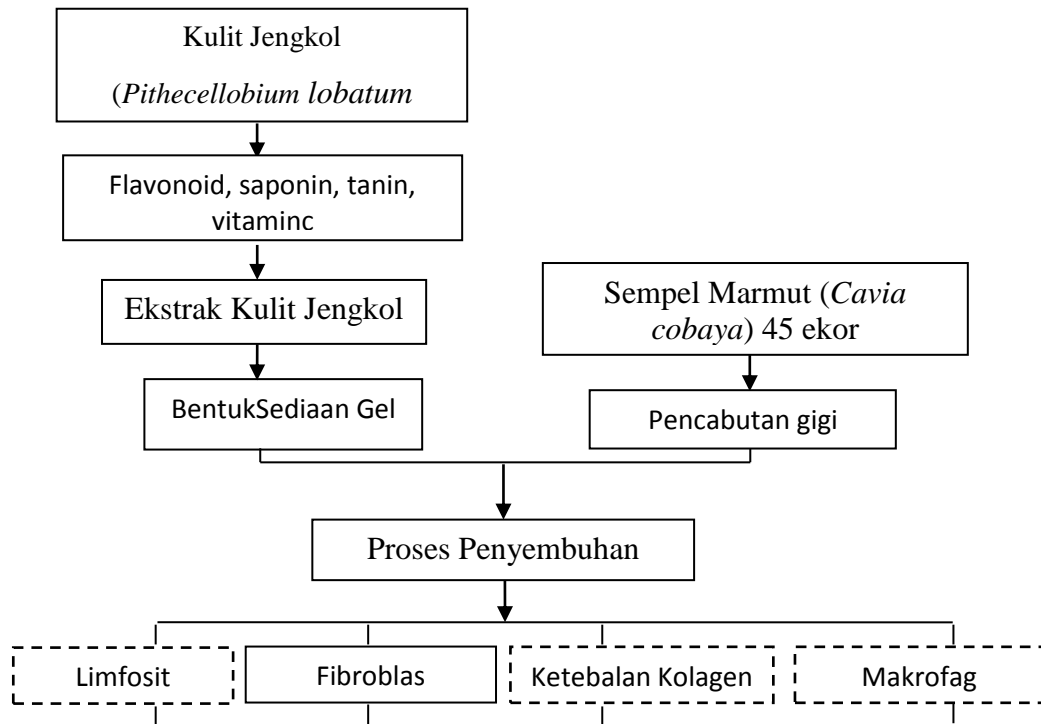 Kulit Jengkol
(Pithecellobium lobatum
Flavonoid, saponin, tanin,
vitaminc
Ekstrak Kulit Jengkol
BentukSediaan Gel
Sempel Marmut (Cavia
cobaya) 45 ekor
Pencabutan gigi
Proses Penyembuhan
Limfosit
Fibroblas
Ketebalan Kolagen
Makrofag